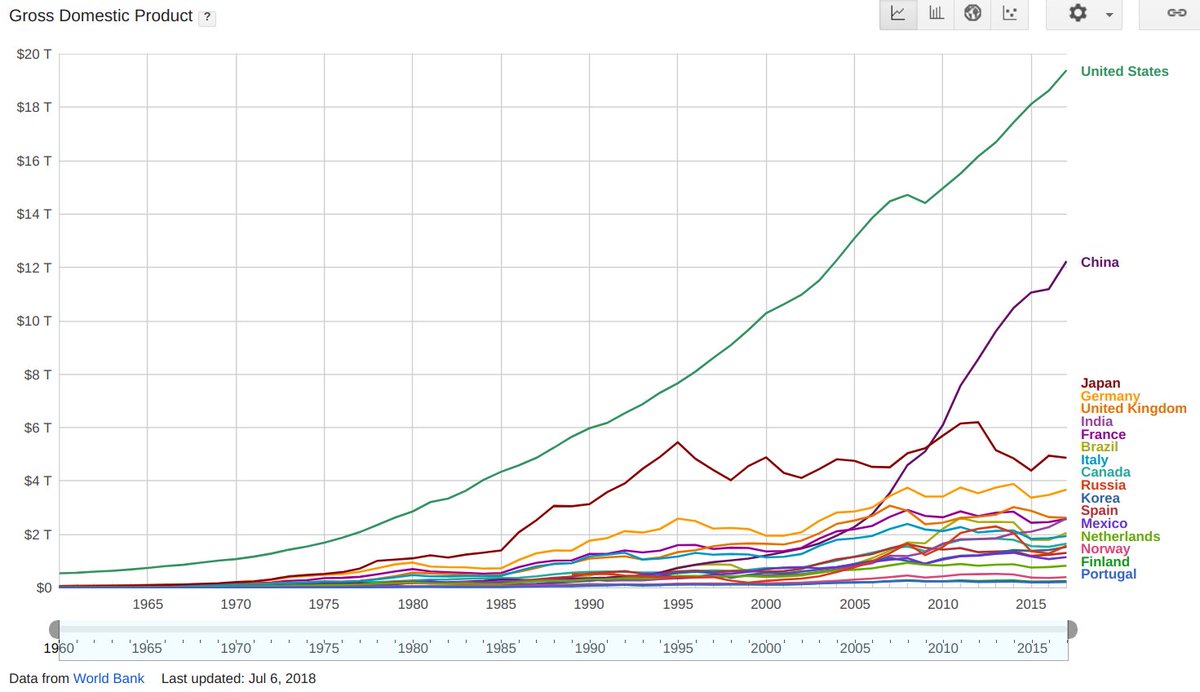 Gross Domestic Product ?
$20 T
$18 T
$16 T
$14 T
$12 T
$10 T
$8 T
$6 T
$4 T
$2 T
$0
United States
China
Japan
Germany
United Kingdom
India
France
Brazil
Italy
Canada
Russia
Korea
Spain
Mexico
Netherlands
Norway
Finland
Portugal
1965 1970 1975 1980 1985 1990 1995 2000 2005 2010 2015
1960 1965 1970 1975 1980 1985 1990 1995 2000 2005 2010 2015
Data from World Bank Last updated: Jul 6, 2018